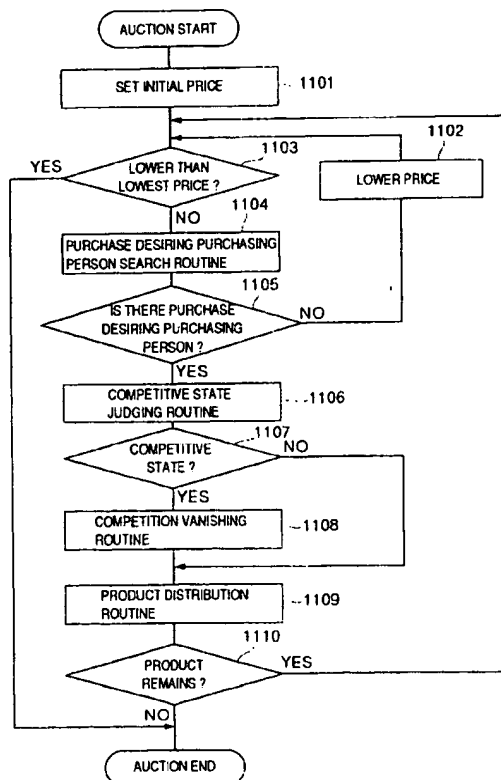 AUCTION START
SET INITIAL PRICE
1101
1102
LOWER PRICE
1103
YES
LOWER THAN
LOWEST PRICE ?
NO
1104
PURCHASE DESIRING PURCHASING
PERSON SEARCH ROUTINE
1105
IS THERE PURCHASE
DESIRING PURCHASING
PERSON ?
NO
YES
COMPETITIVE STATE
JUDGING ROUTINE
1106
1107
COMPETITIVE
STATE ?
NO
YES
COMPETITION VANISHING
ROUTINE
1108
PRODUCT DISTRIBUTION
ROUTINE
1109
1110
PRODUCT
REMAINS ?
YES
NO
AUCTION END